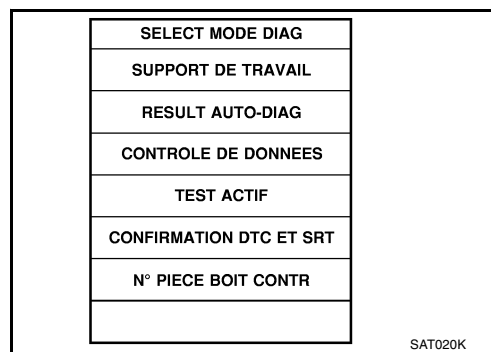 SELECT MODE DIAG
SUPPORT DE TRAVAIL
RESULT AUTO-DIAG
CONTROLE DE DONNEES
TEST ACTIF
CONFIRMATION DTC ET SRT
N° PIECE BOIT CONTR
SAT020K